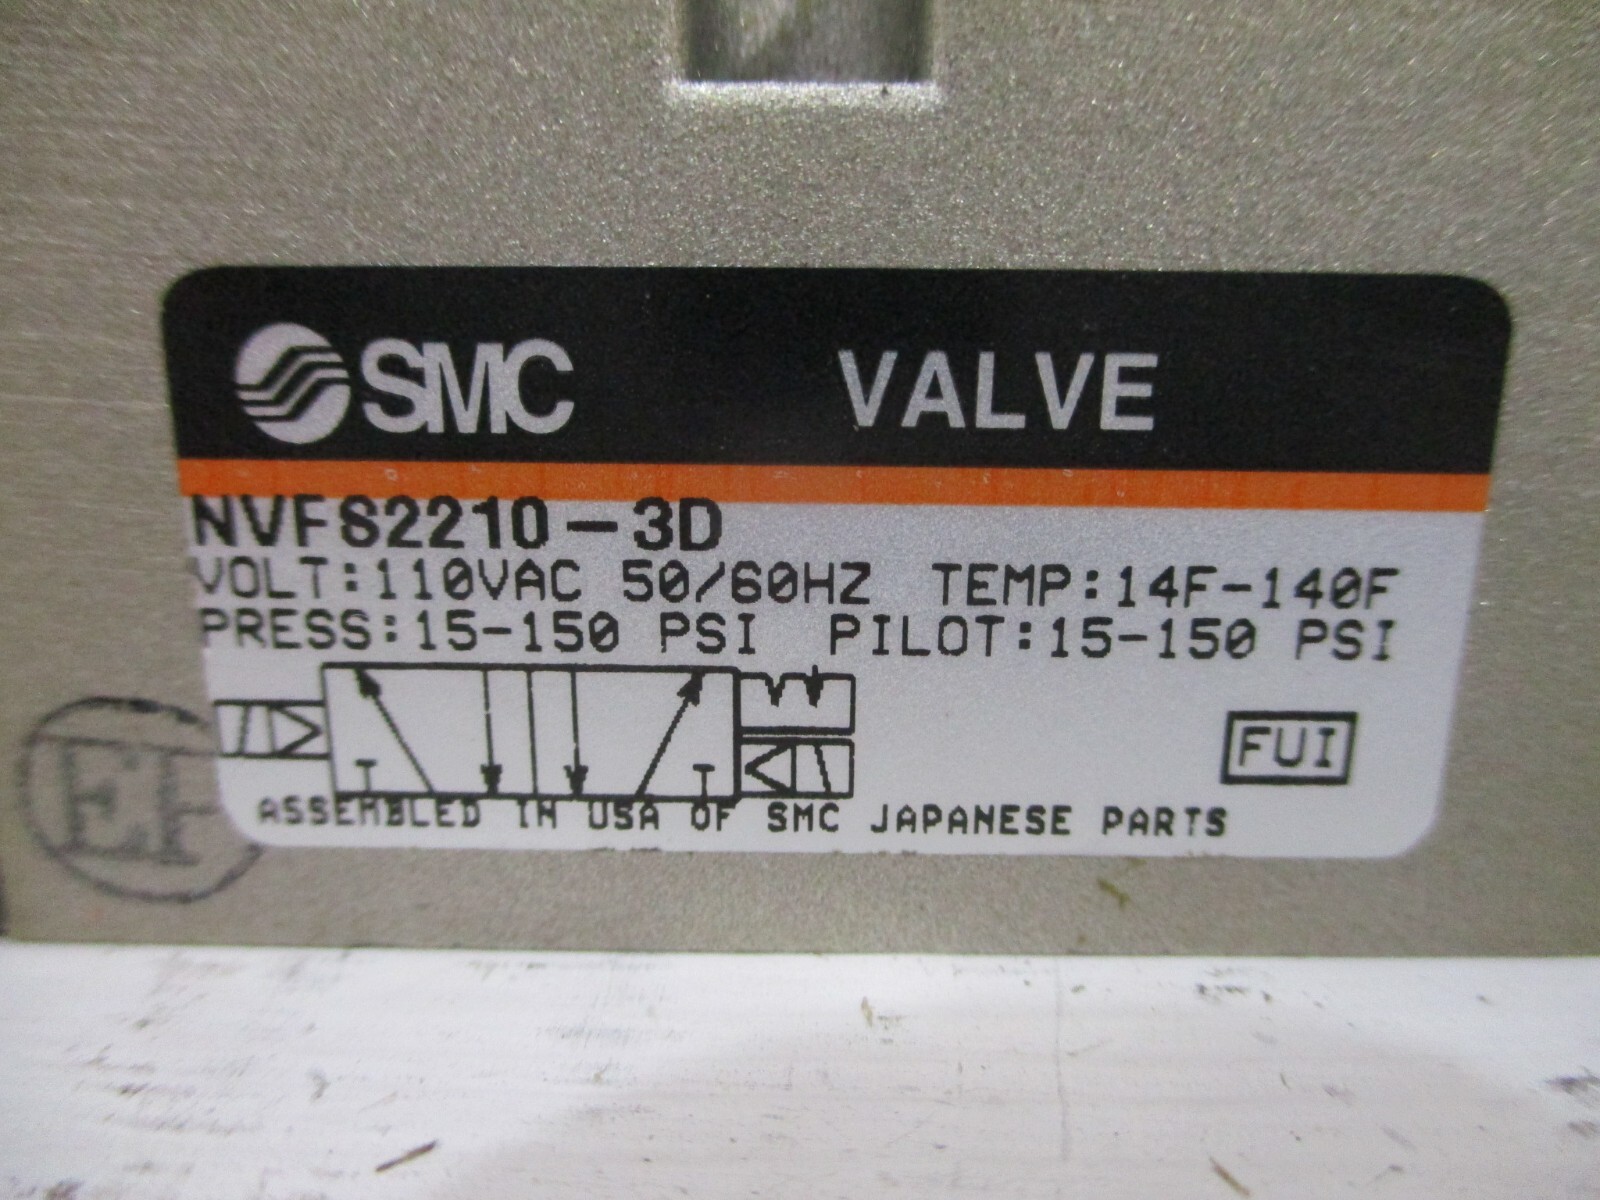 SMC VALVE
NVFS2210-3D
VOLT:110VAC 50/60HZ TEMP:14F-140F
PRESS:15-150 PSI PILOT:15-150 PSI
FUI
ASSEMBLED IN USA OF SMC JAPANESE PARTS